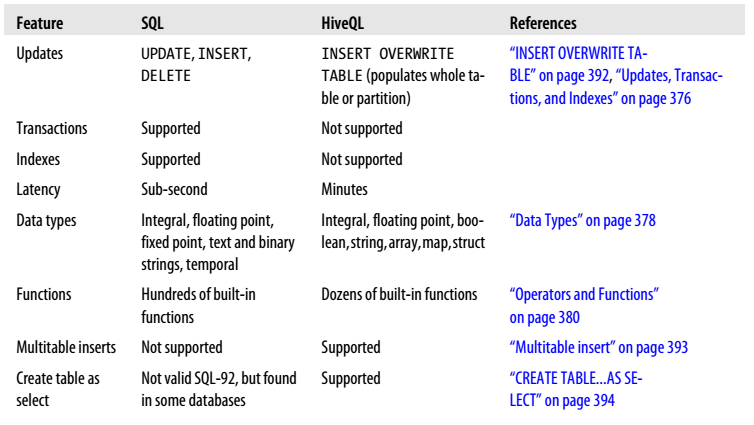 Feature SQL HiveQL References
Updates UPDATE, INSERT, INSERT OVERWRITE “INSERT OVERWRITE TA-
DELETE TABLE (populates whole ta- BLE” on page 392, “Updates, Transac-
ble or partition) tions, and Indexes” on page 376
Transactions Supported Not supported
Indexes Supported Not supported
Latency Sub-second Minutes
Data types Integral, floating point, Integral, floating point, boo- “Data Types” on page 378
fixed point, text and binary lean, string, array, map, struct
strings, temporal
Functions Hundreds of built-in Dozens of built-in functions “Operators and Functions”
functions on page 380
Multitable inserts Not supported Supported “Multitable insert” on page 393
Create table as Not valid SQL-92, but found Supported “CREATE TABLE...AS SE-
select in some databases LECT” on page 394